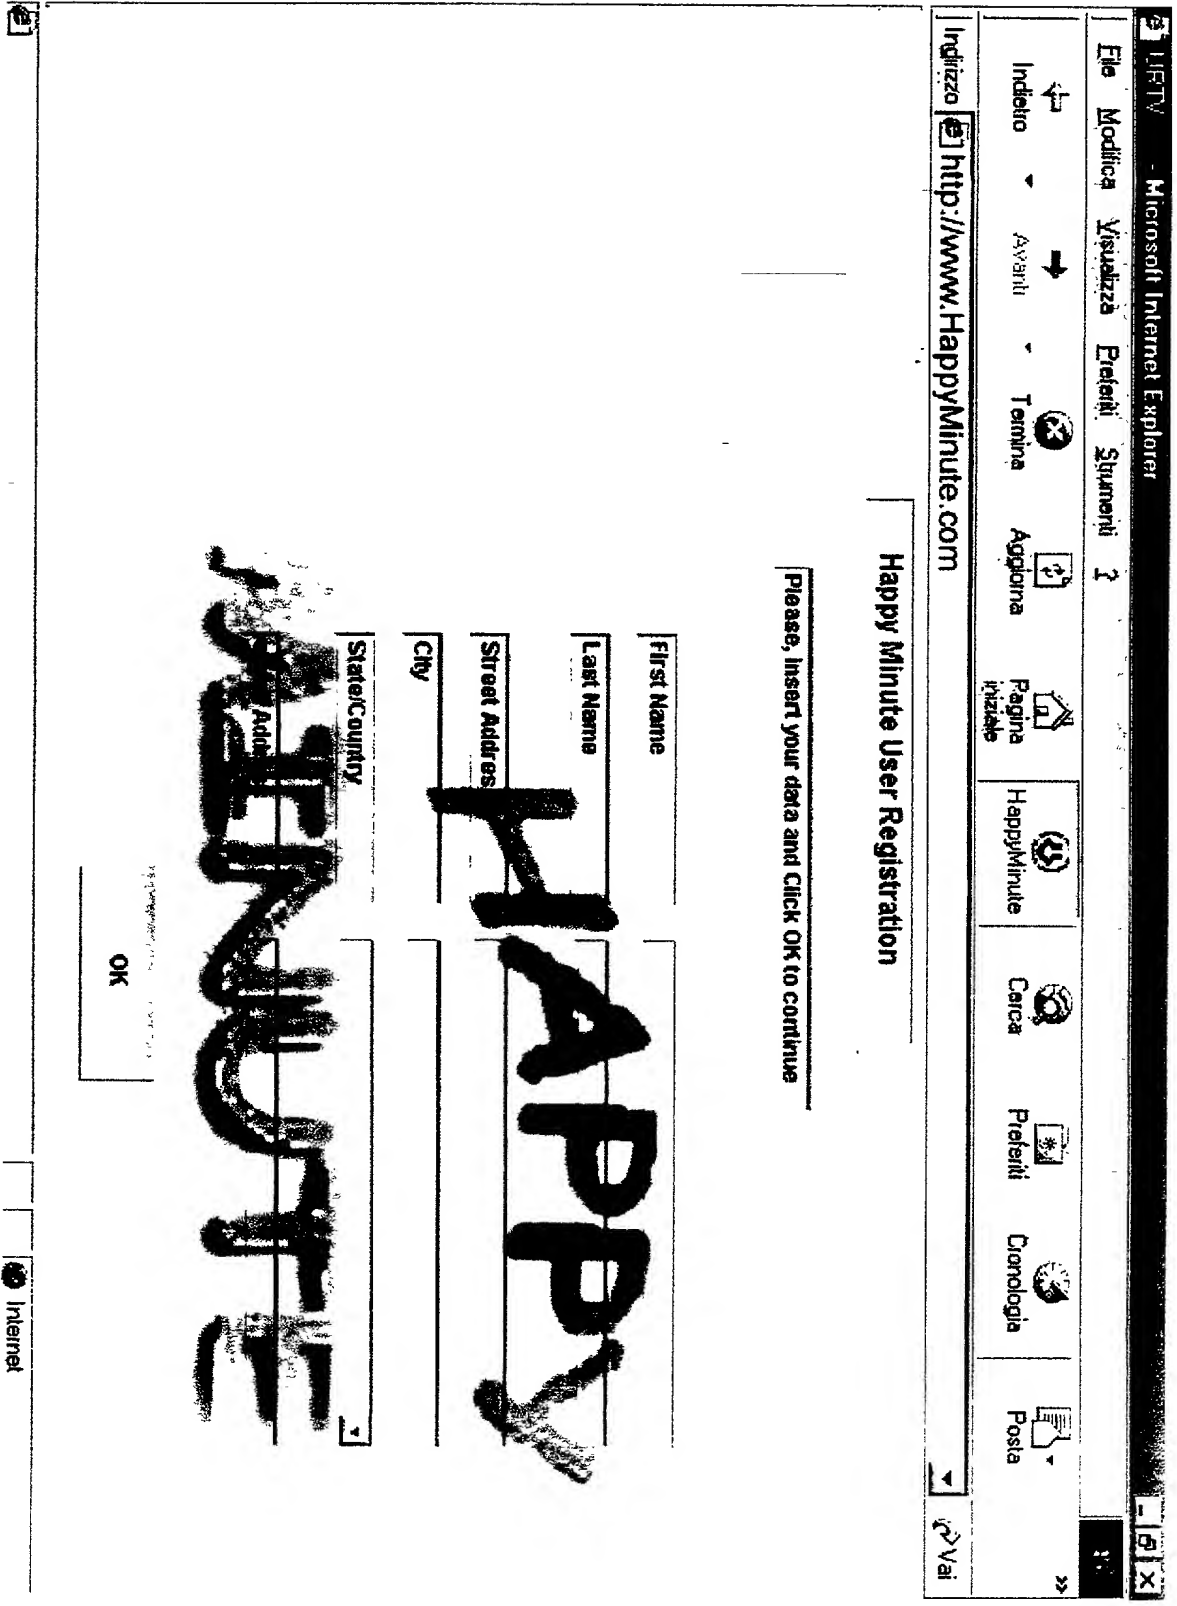 URTV - Microsoft Internet Explorer
File Modifica Visualizza Preferiti Strumenti ?
Indietro Avanti Termina Aggiorna Pagina iniziale HappyMinute Cerca Preferiti Cronologia Posta »
Indirizzo http://www.HappyMinute.com Vai
Happy Minute User Registration
Please, insert your data and Click OK to continue
First Name
Last Name
Street Addres
City
State/Country
HAPPY
MINUTE
OK
Internet